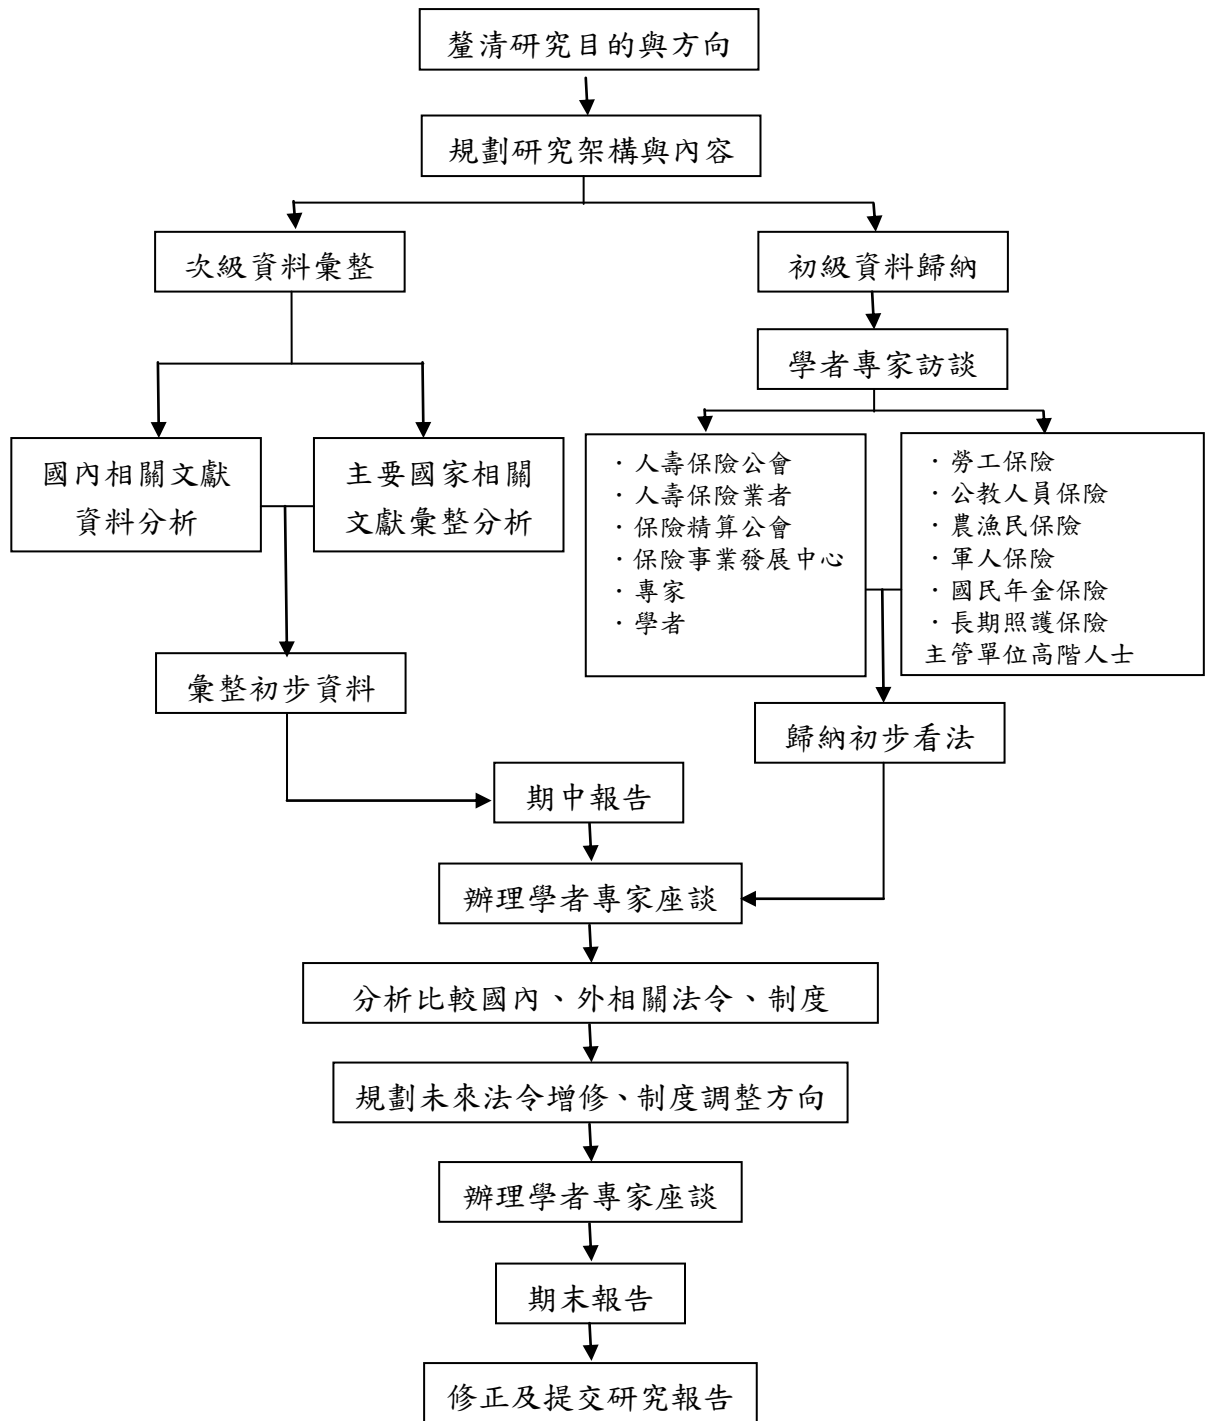 釐清研究目的與方向
規劃研究架構與內容
次級資料彙整
初級資料歸納
學者專家訪談
國內相關文獻
資料分析
主要國家相關
文獻彙整分析
·人壽保險公會
·人壽保險業者
·保險精算公會
·保險事業發展中心
·專家
·學者
·勞工保險
·公教人員保險
·農漁民保險
·軍人保險
·國民年金保險
·長期照護保險
主管單位高階人士
彙整初步資料
歸納初步看法
期中報告
辦理學者專家座談
分析比較國內、外相關法令、制度
規劃未來法令增修、制度調整方向
辦理學者專家座談
期末報告
修正及提交研究報告